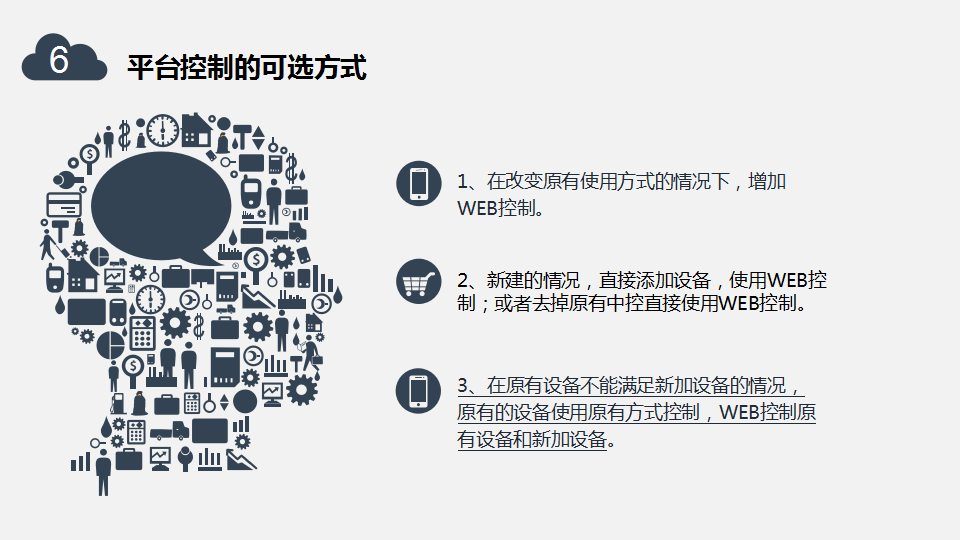 6
平台控制的可选方式
1、在改变原有使用方式的情况下，增加
WEB控制。
2、新建的情况，直接添加设备，使用WEB控
制；或者去掉原有中控直接使用WEB控制。
3、在原有设备不能满足新加设备的情况，
原有的设备使用原有方式控制，WEB控制原
有设备和新加设备。